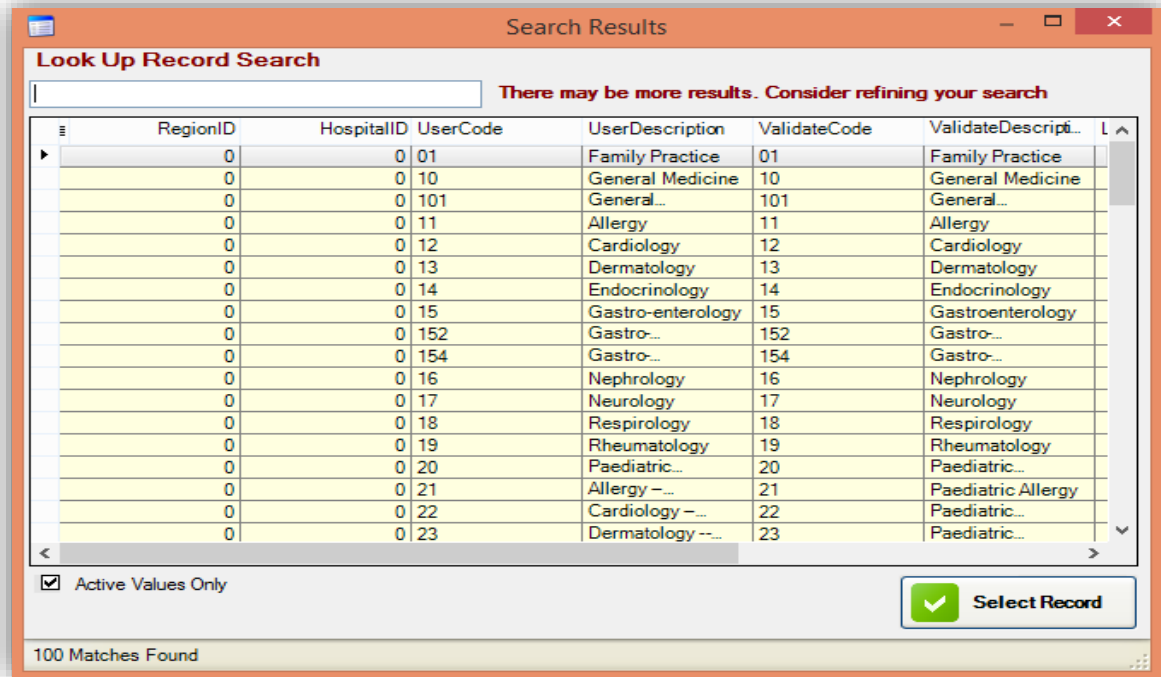 Search Results
Look Up Record Search
There may be more results. Consider refining your search
RegionID HospitalID UserCode UserDescription ValidateCode ValidateDescripti... L
0 0 01 Family Practice 01 Family Practice
0 0 10 General Medicine 10 General Medicine
0 0 101 General... 101 General...
0 0 11 Allergy 11 Allergy
0 0 12 Cardiology 12 Cardiology
0 0 13 Dermatology 13 Dermatology
0 0 14 Endocrinology 14 Endocrinology
0 0 15 Gastro-enterology 15 Gastroenterology
0 0 152 Gastro-... 152 Gastro-...
0 0 154 Gastro-... 154 Gastro-...
0 0 16 Nephrology 16 Nephrology
0 0 17 Neurology 17 Neurology
0 0 18 Respirology 18 Respirology
0 0 19 Rheumatology 19 Rheumatology
0 0 20 Paediatric... 20 Paediatric...
0 0 21 Allergy –... 21 Paediatric Allergy
0 0 22 Cardiology –... 22 Paediatric...
0 0 23 Dermatology --... 23 Paediatric...
Active Values Only
Select Record
100 Matches Found